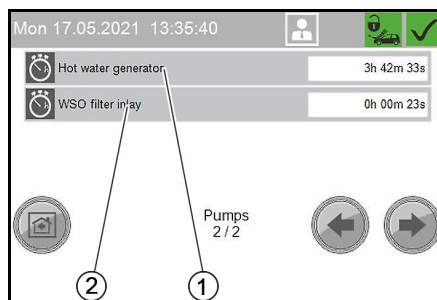 Mon 17.05.2021 13:35:40
Hot water generator 3h 42m 33s
WSO filter inlay 0h 00m 23s
Pumps
2 / 2
2 1